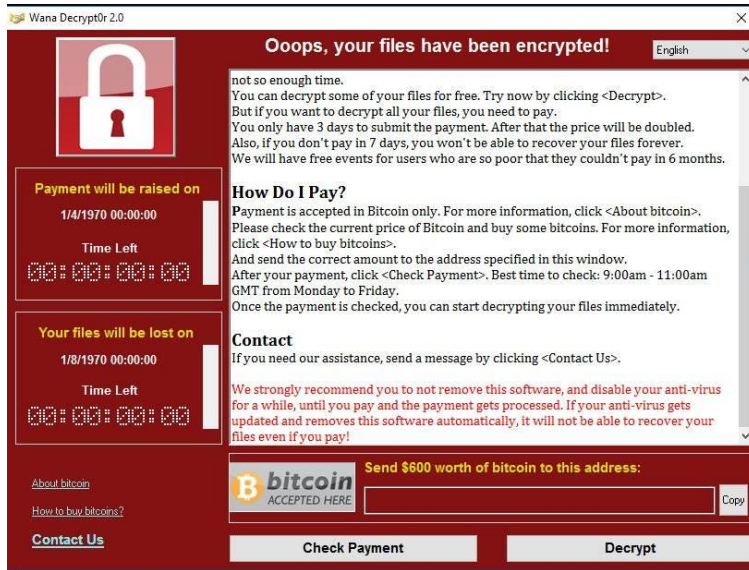 Wana Decrypt0r 2.0
Ooops, your files have been encrypted!
English
not so enough time.
You can decrypt some of your files for free. Try now by clicking <Decrypt>.
But if you want to decrypt all your files, you need to pay.
You only have 3 days to submit the payment. After that the price will be doubled.
Also, if you don't pay in 7 days, you won't be able to recover your files forever.
We will have free events for users who are so poor that they couldn't pay in 6 months.
How Do I Pay?
Payment is accepted in Bitcoin only. For more information, click <About bitcoin>.
Please check the current price of Bitcoin and buy some bitcoins. For more information,
click <How to buy bitcoins>.
And send the correct amount to the address specified in this window.
After your payment, click <Check Payment>. Best time to check: 9:00am - 11:00am
GMT from Monday to Friday.
Once the payment is checked, you can start decrypting your files immediately.
Contact
If you need our assistance, send a message by clicking <Contact Us>.
We strongly recommend you to not remove this software, and disable your anti-virus
for a while, until you pay and the payment gets processed. If your anti-virus gets
updated and removes this software automatically, it will not be able to recover your
files even if you pay!
Payment will be raised on
1/4/1970 00:00:00
Time Left
00:00:00:00
Your files will be lost on
1/8/1970 00:00:00
Time Left
00:00:00:00
About bitcoin
How to buy bitcoins?
Contact Us
bitcoin
ACCEPTED HERE
Send $600 worth of bitcoin to this address:
Copy
Check Payment
Decrypt